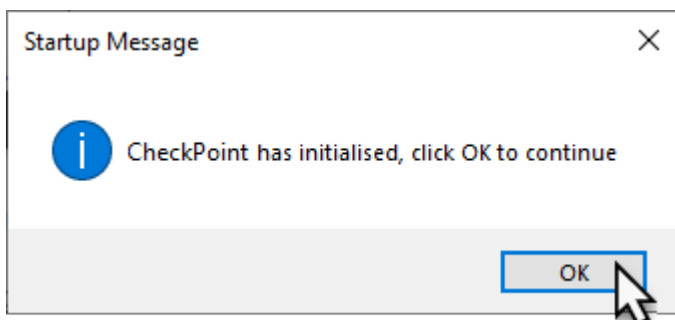 Startup Message
CheckPoint has initialised, click OK to continue
OK